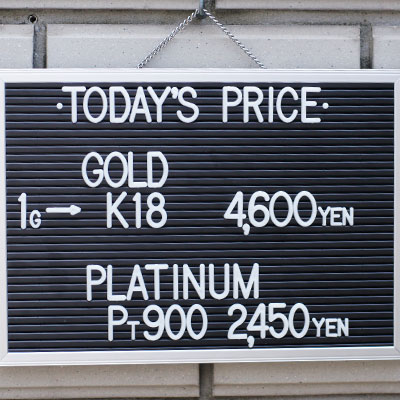 ·TODAY'S PRICE·
GOLD
1G→ K18 4,600YEN
PLATINUM
PT900 2,450YEN